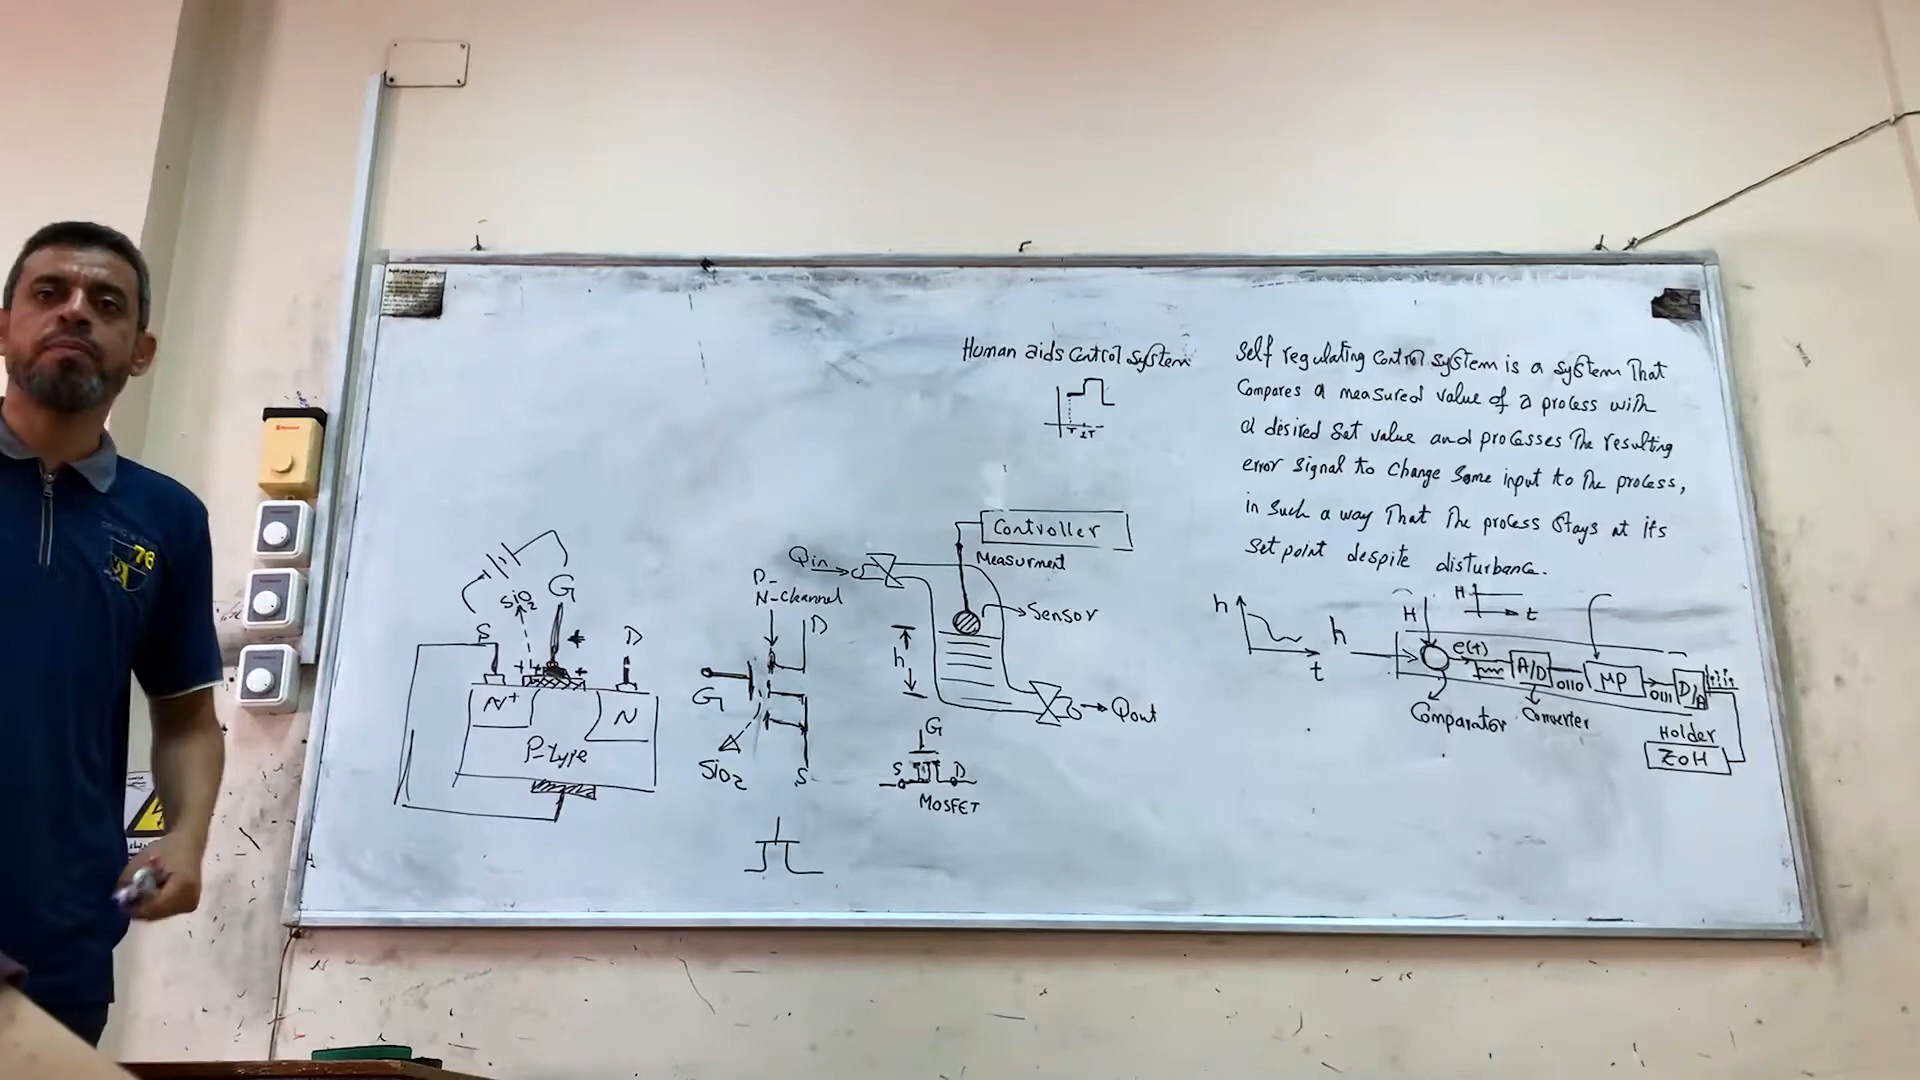 Human aids Control system
T 2T
Self regulating Control system is a system That
Compares a measured value of a process with
a desired set value and processes The resulting
error signal to change some input to The process,
in such a way That The process stays at its
set point despite disturbance.
Controller
Measurment
Sensor
Qin
h
Qout
G
SiO2
S
D
N+
N
P-type
P-
N-channel
D
G
SiO2
S
G
S
D
MOSFET
h
t
h
H
H
t
e(t)
A/D
0110
MP
0111
D/A
Comparator
Converter
Holder
ZOH
76